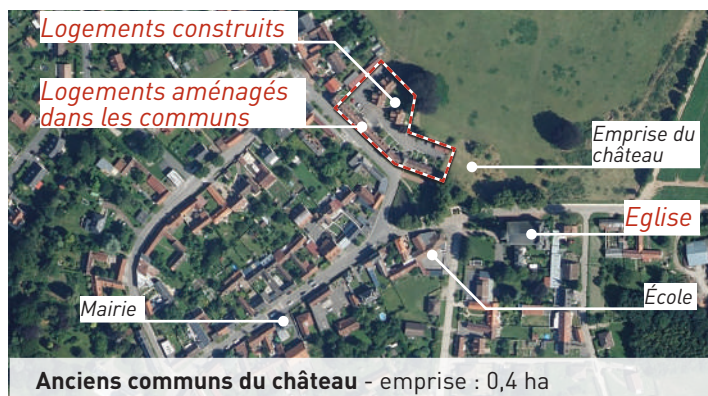 Logements construits
Logements aménagés
dans les communs
Emprise du
château
Eglise
École
Mairie
Anciens communs du château - emprise : 0,4 ha